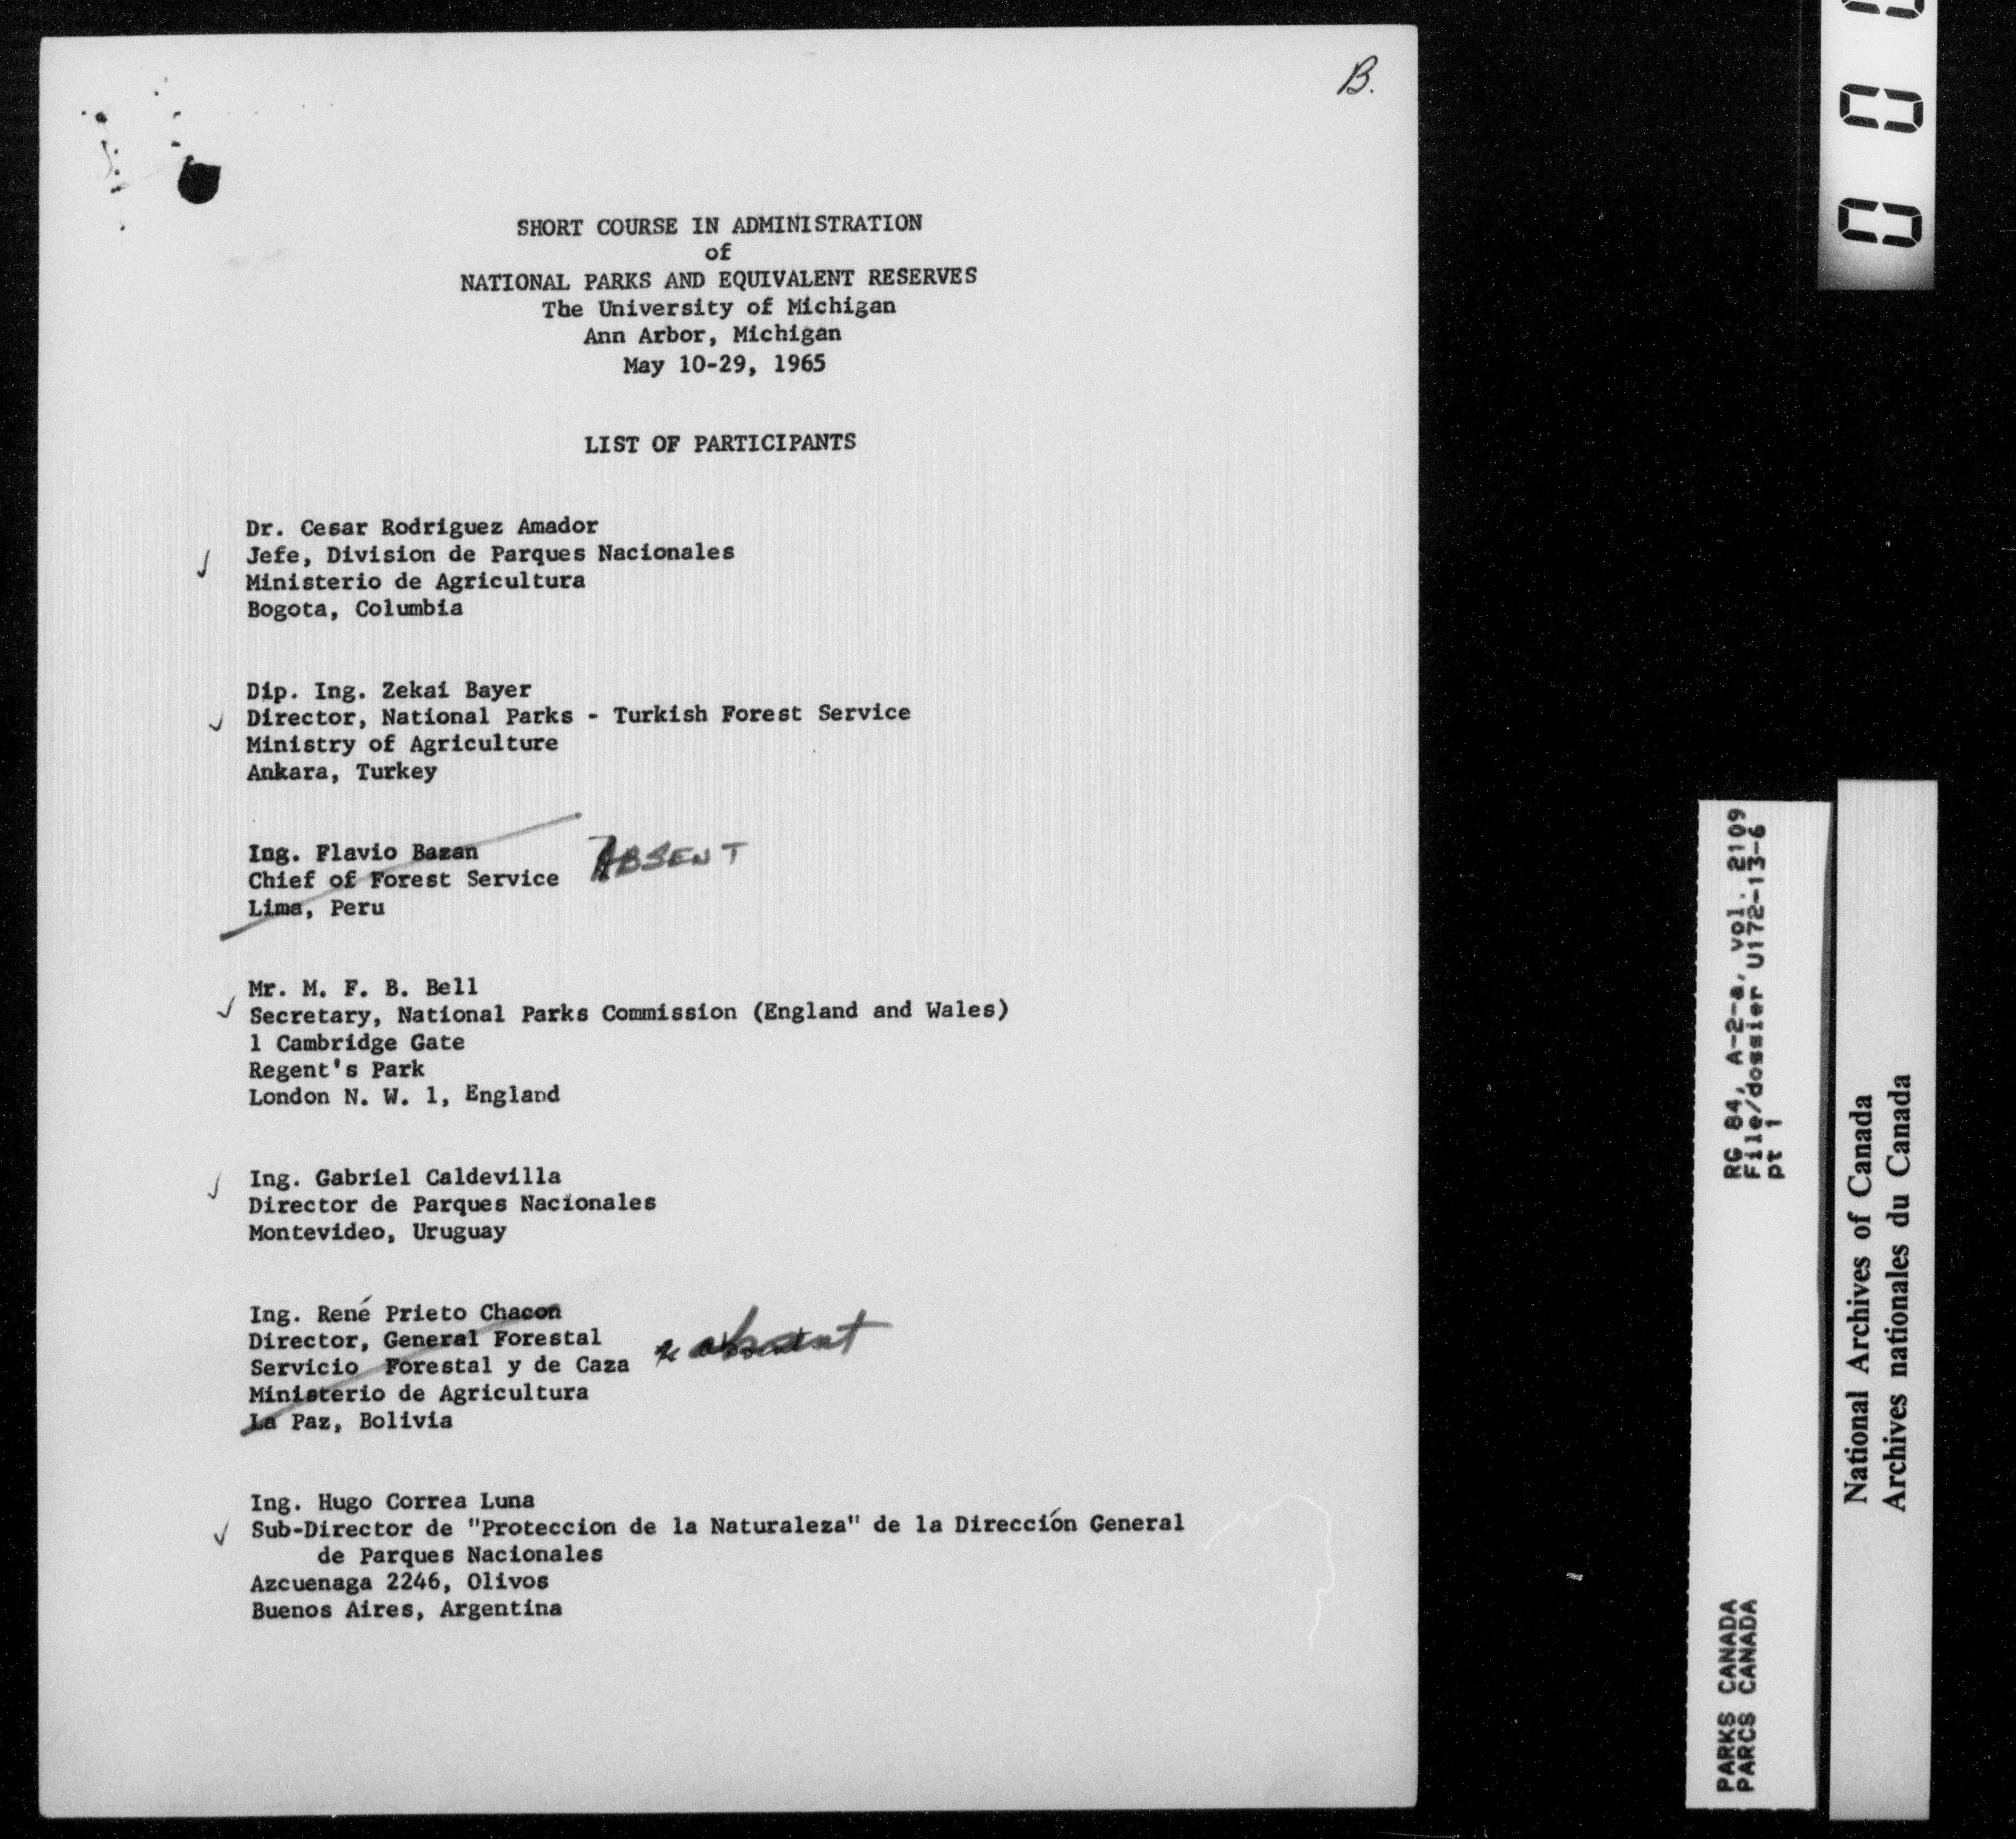 B.
SHORT COURSE IN ADMINISTRATION
of
NATIONAL PARKS AND EQUIVALENT RESERVES
The University of Michigan
Ann Arbor, Michigan
May 10-29, 1965
LIST OF PARTICIPANTS
Dr. Cesar Rodriguez Amador
Jefe, Division de Parques Nacionales
Ministerio de Agricultura
Bogota, Columbia
Dip. Ing. Zekai Bayer
Director, National Parks - Turkish Forest Service
Ministry of Agriculture
Ankara, Turkey
Ing. Flavio Bazan
Chief of Forest Service
Lima, Peru
ABSENT
Mr. M. F. B. Bell
Secretary, National Parks Commission (England and Wales)
1 Cambridge Gate
Regent's Park
London N. W. 1, England
Ing. Gabriel Caldevilla
Director de Parques Nacionales
Montevideo, Uruguay
Ing. René Prieto Chacon
Director, General Forestal
Servicio Forestal y de Caza
Ministerio de Agricultura
La Paz, Bolivia
absent
Ing. Hugo Correa Luna
Sub-Director de "Proteccion de la Naturaleza" de la Dirección General
de Parques Nacionales
Azcuenaga 2246, Olivos
Buenos Aires, Argentina
RG 84, A-2-a, vol. 2109
File/dossier U172-13-6
pt 1
PARKS CANADA
PARCS CANADA
National Archives of Canada
Archives nationales du Canada